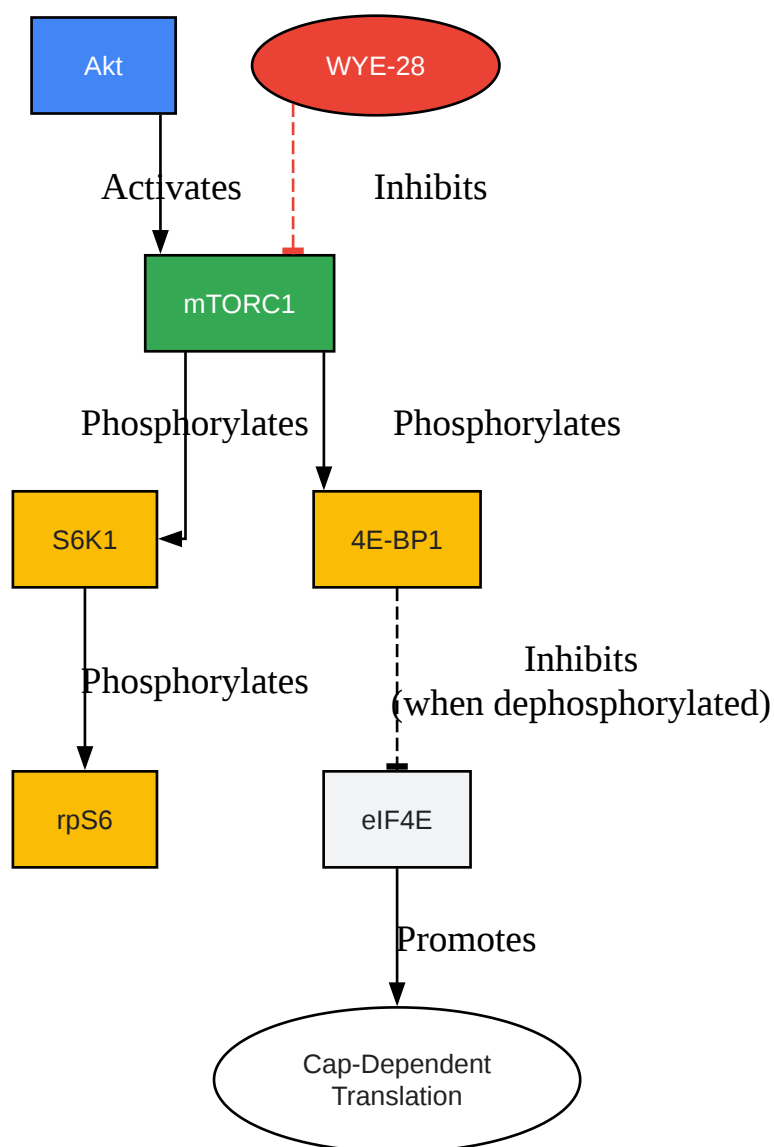 Akt
WYE-28
Activates
Inhibits
mTORC1
Phosphorylates
Phosphorylates
S6K1
4E-BP1
Phosphorylates
Inhibits
(when dephosphorylated)
rpS6
eIF4E
Promotes
Cap-Dependent
Translation